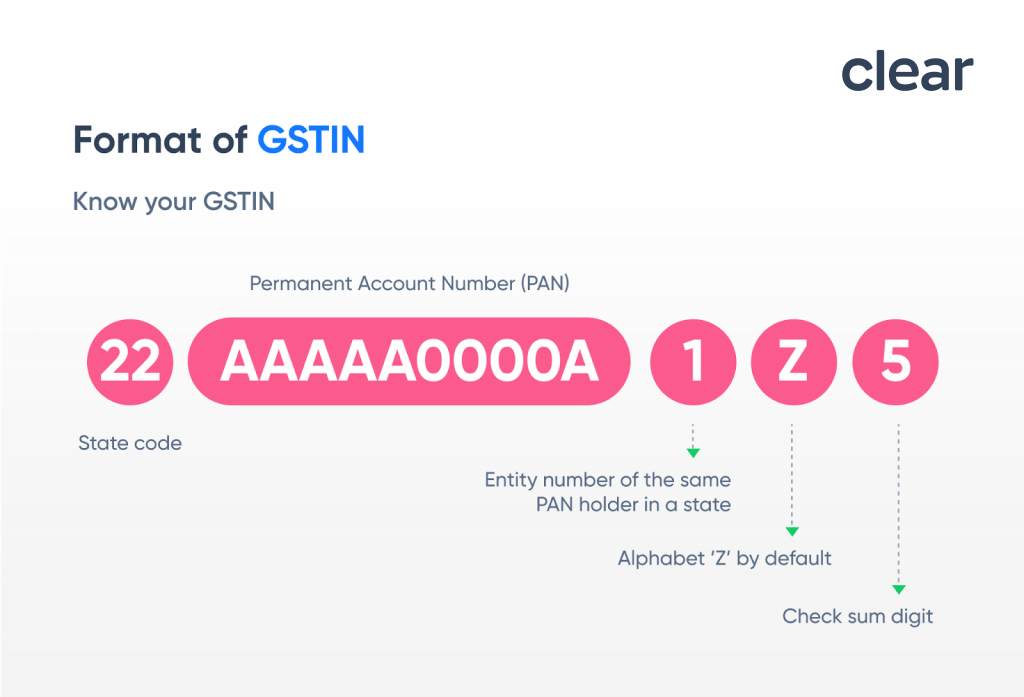 clear
Format of GSTIN
Know your GSTIN
Permanent Account Number (PAN)
22 AAAAA0000A 1 Z 5
State code
Entity number of the same
PAN holder in a state
Alphabet ‘Z’ by default
Check sum digit